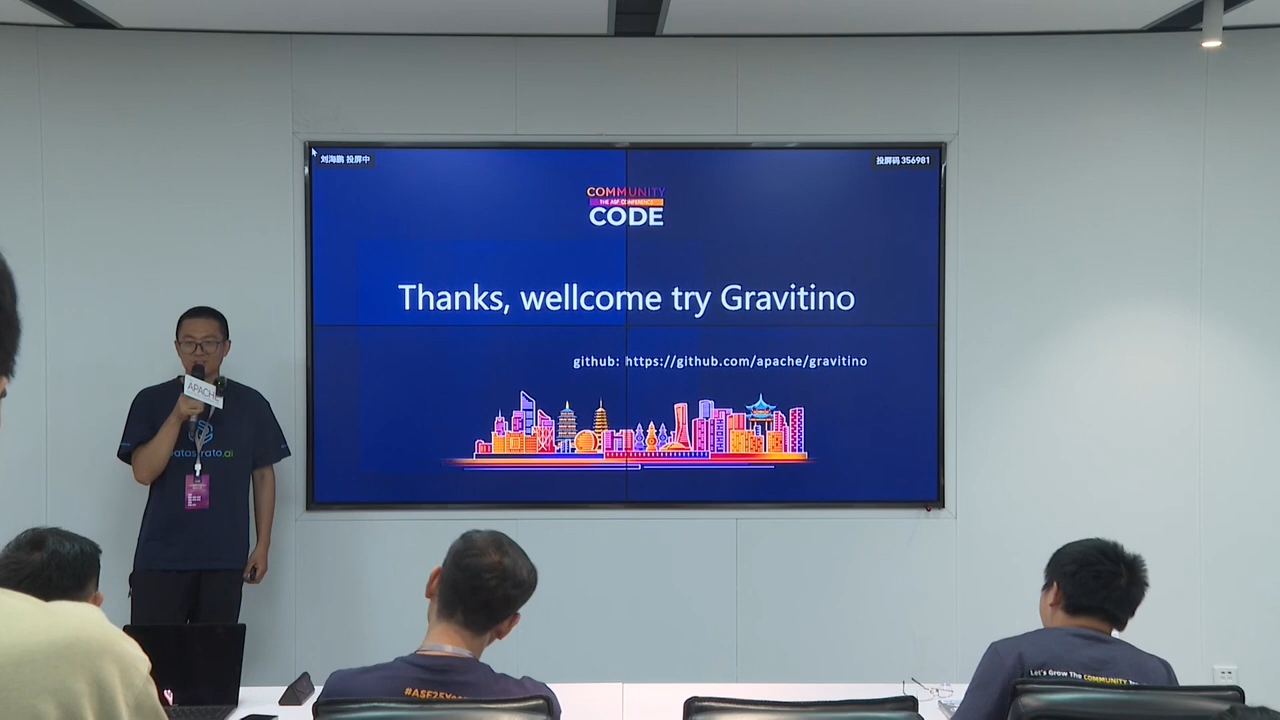 刘海鹏 投屏中
投屏码 356981
COMMUNITY
THE ASF CONFERENCE
CODE
Thanks, wellcome try Gravitino
github: https://github.com/apache/gravitino
APACHE
datastrato.ai
Let's Grow The COMMUNITY